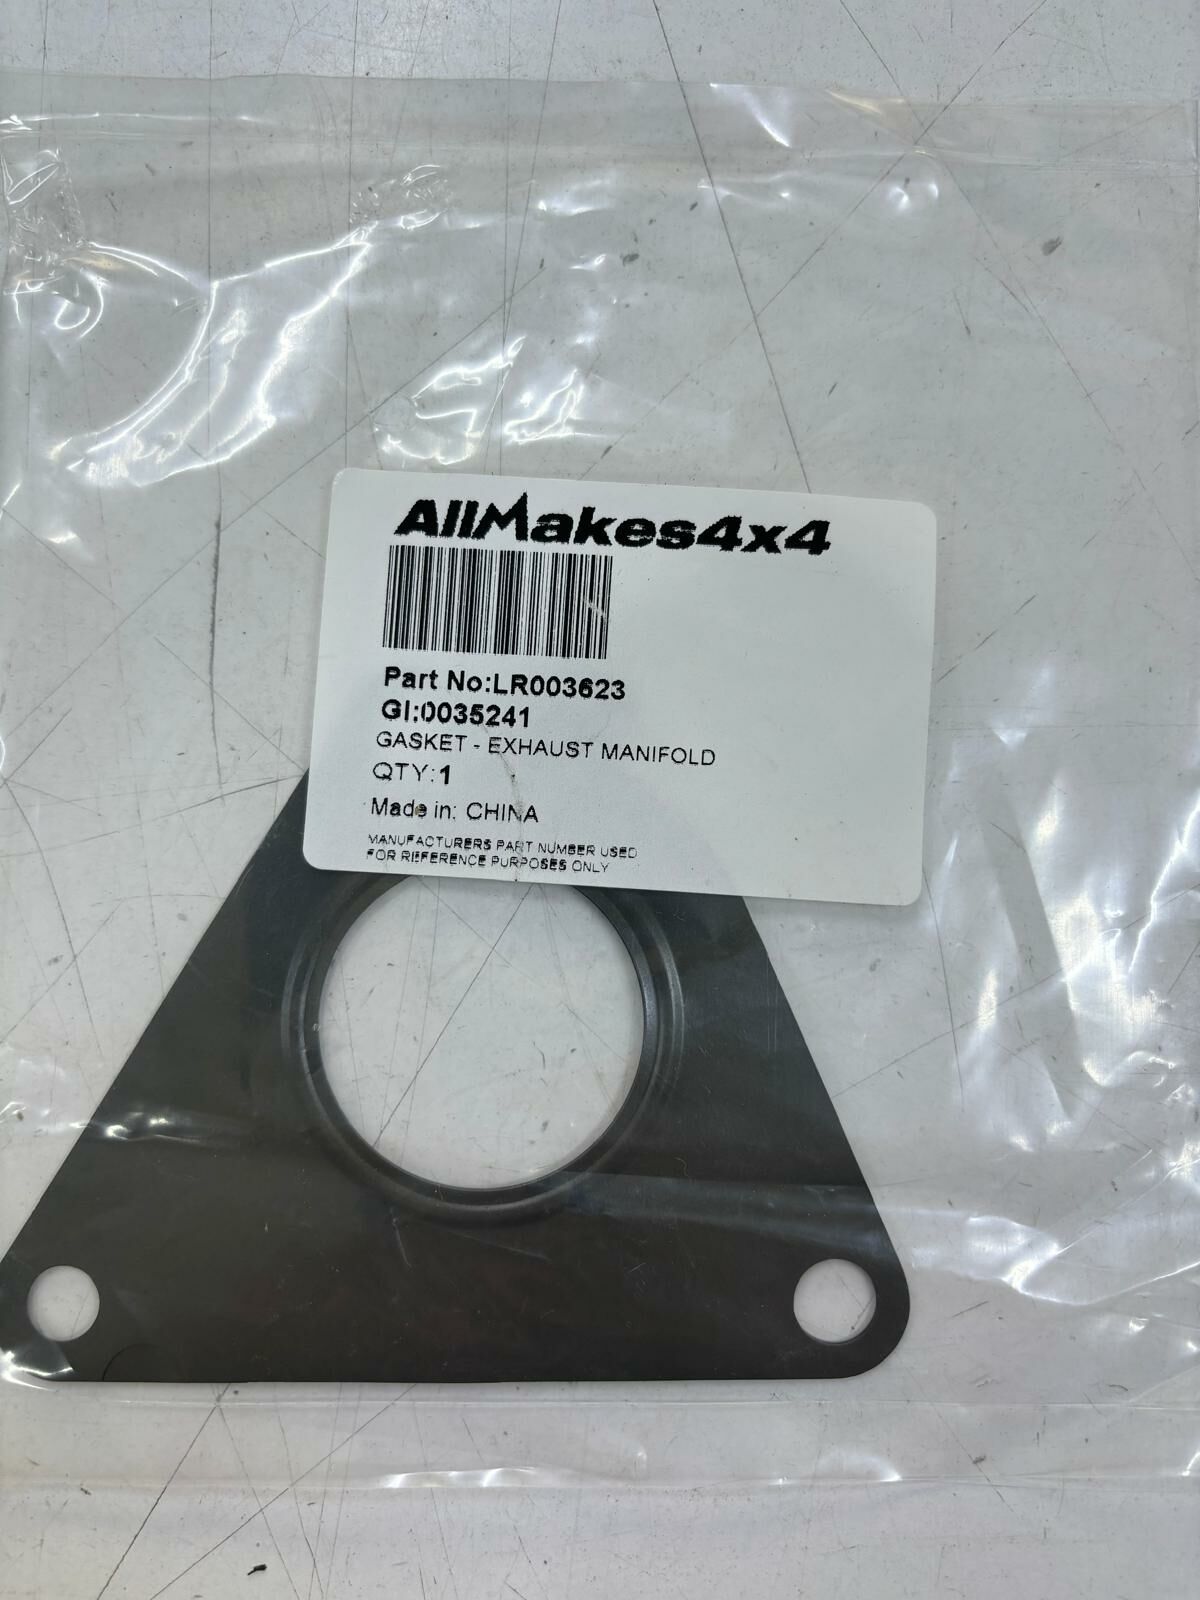 AllMakes4x4
Part No:LR003623
GI:0035241
GASKET - EXHAUST MANIFOLD
QTY:1
Made in: CHINA
MANUFACTURERS PART NUMBER USED
FOR REFERENCE PURPOSES ONLY